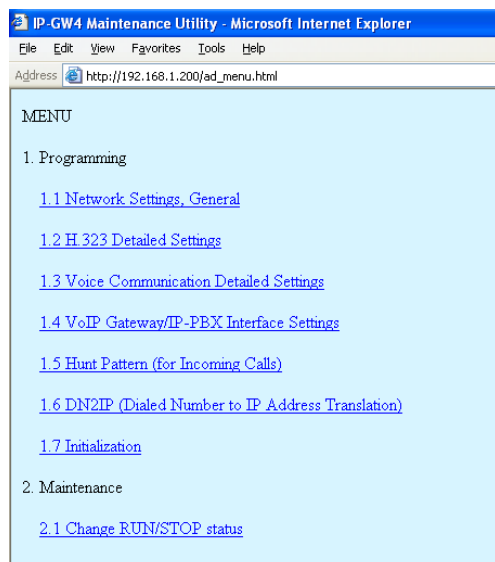 IP-GW4 Maintenance Utility - Microsoft Internet Explorer
File Edit View Favorites Tools Help
Address http://192.168.1.200/ad_menu.html
MENU
1. Programming
1.1 Network Settings, General
1.2 H.323 Detailed Settings
1.3 Voice Communication Detailed Settings
1.4 VoIP Gateway/IP-PBX Interface Settings
1.5 Hunt Pattern (for Incoming Calls)
1.6 DN2IP (Dialed Number to IP Address Translation)
1.7 Initialization
2. Maintenance
2.1 Change RUN/STOP status